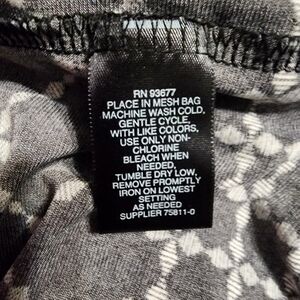 RN 93677
PLACE IN MESH BAG
MACHINE WASH COLD,
GENTLE CYCLE,
WITH LIKE COLORS,
USE ONLY NON-
CHLORINE
BLEACH WHEN
NEEDED,
TUMBLE DRY LOW,
REMOVE PROMPTLY
IRON ON LOWEST
SETTING
AS NEEDED
SUPPLIER 75811-0